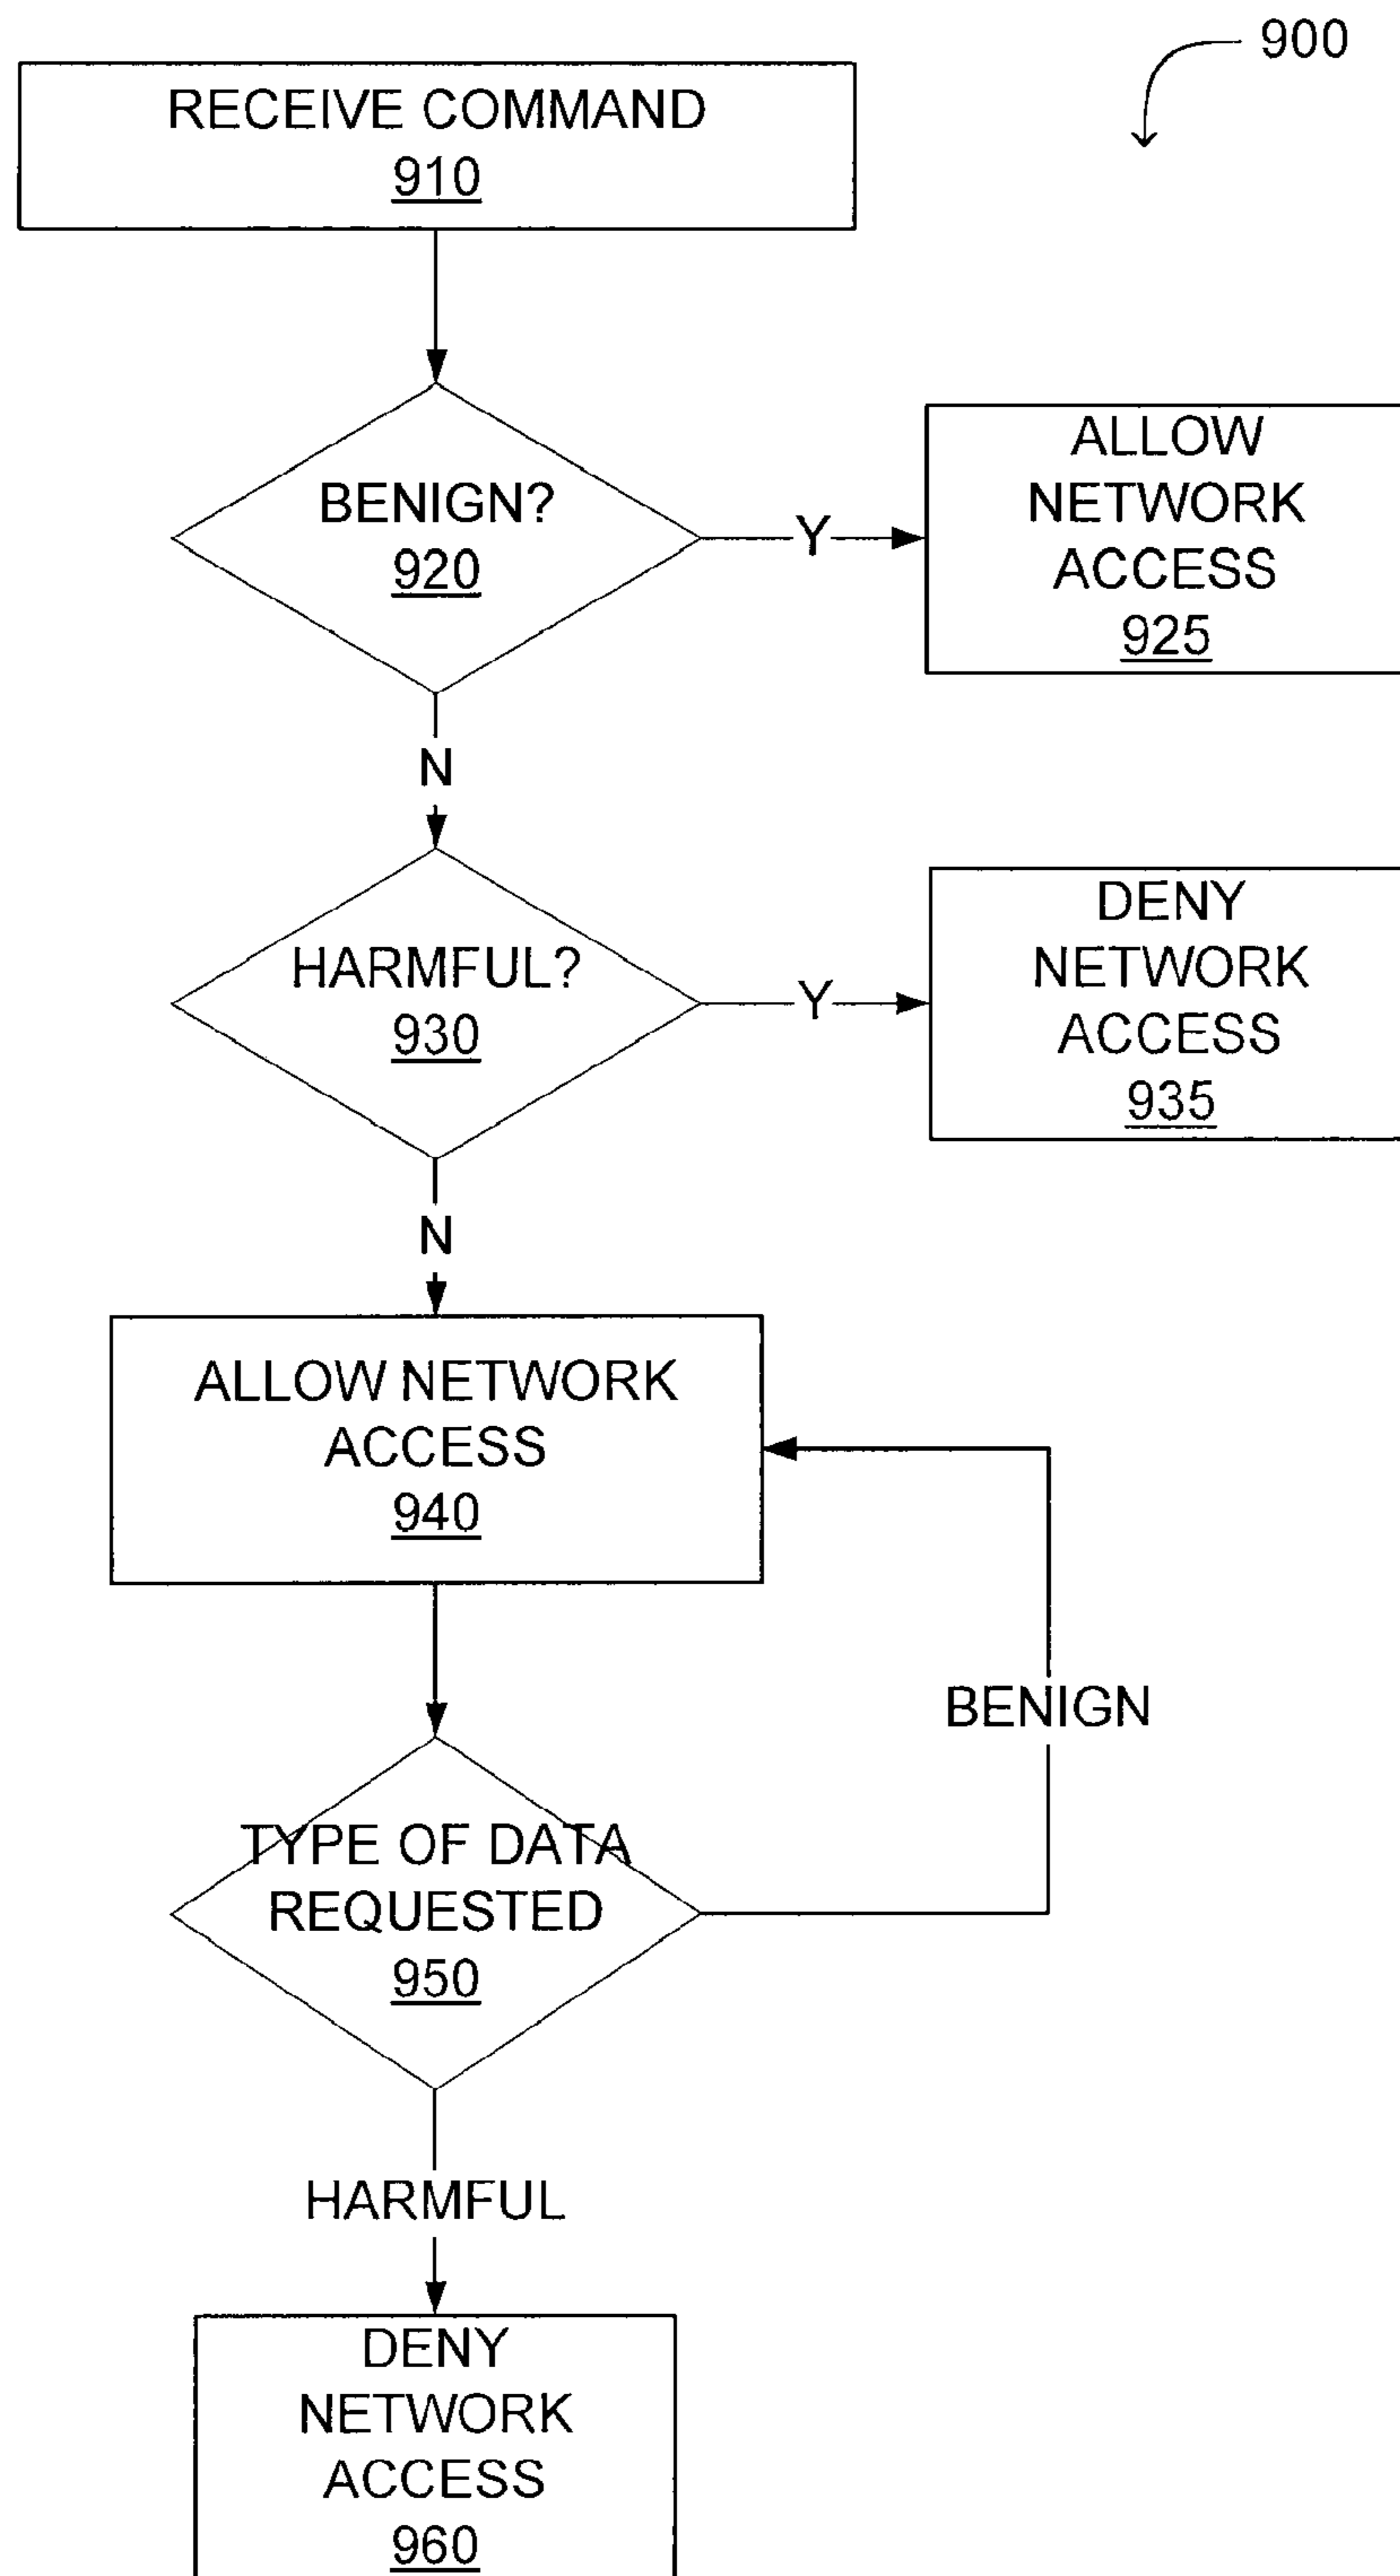 900
RECEIVE COMMAND
910
BENIGN?
920
Y
ALLOW
NETWORK
ACCESS
925
N
HARMFUL?
930
Y
DENY
NETWORK
ACCESS
935
N
ALLOW NETWORK
ACCESS
940
BENIGN
TYPE OF DATA
REQUESTED
950
HARMFUL
DENY
NETWORK
ACCESS
960